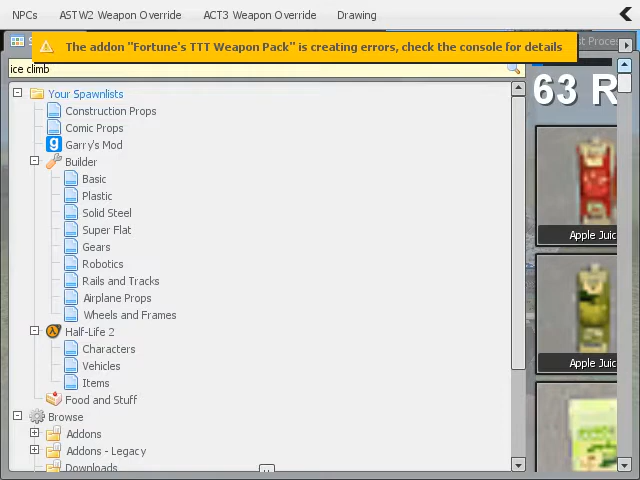 NPCs ASTW2 Weapon Override ACT3 Weapon Override Drawing
The addon "Fortune's TTT Weapon Pack" is creating errors, check the console for details
ice climb
63 R
Your Spawnlists
Construction Props
Comic Props
Garry's Mod
Builder
Basic
Plastic
Solid Steel
Super Flat
Gears
Robotics
Rails and Tracks
Airplane Props
Wheels and Frames
Half-Life 2
Characters
Vehicles
Items
Food and Stuff
Browse
Addons
Addons - Legacy
Downloads
Apple Juic
Apple Juic